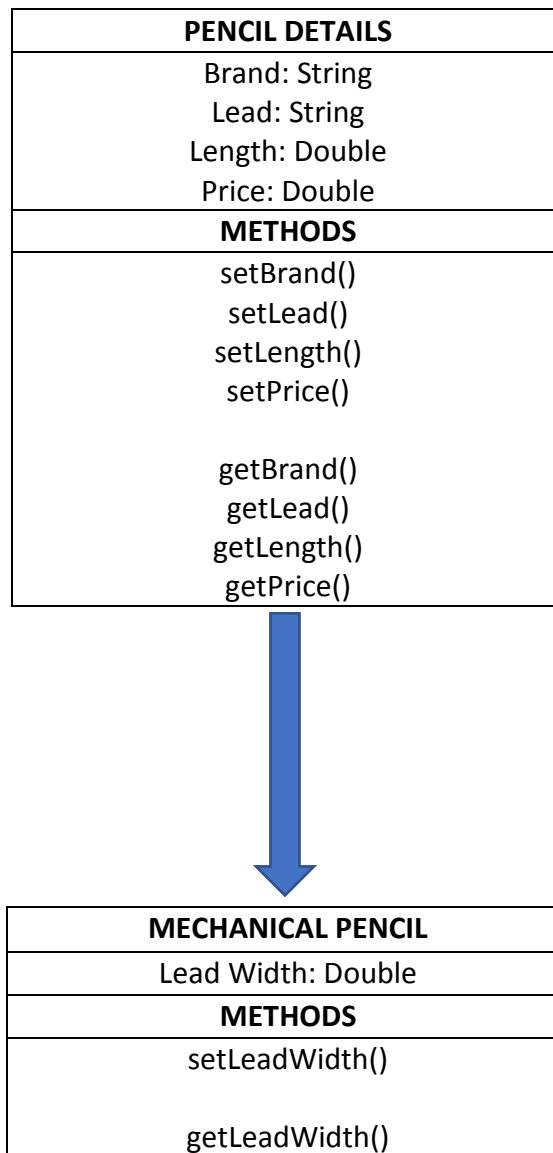 PENCIL DETAILS
Brand: String
Lead: String
Length: Double
Price: Double
METHODS
setBrand()
setLead()
setLength()
setPrice()
getBrand()
getLead()
getLength()
getPrice()
MECHANICAL PENCIL
Lead Width: Double
METHODS
setLeadWidth()
getLeadWidth()